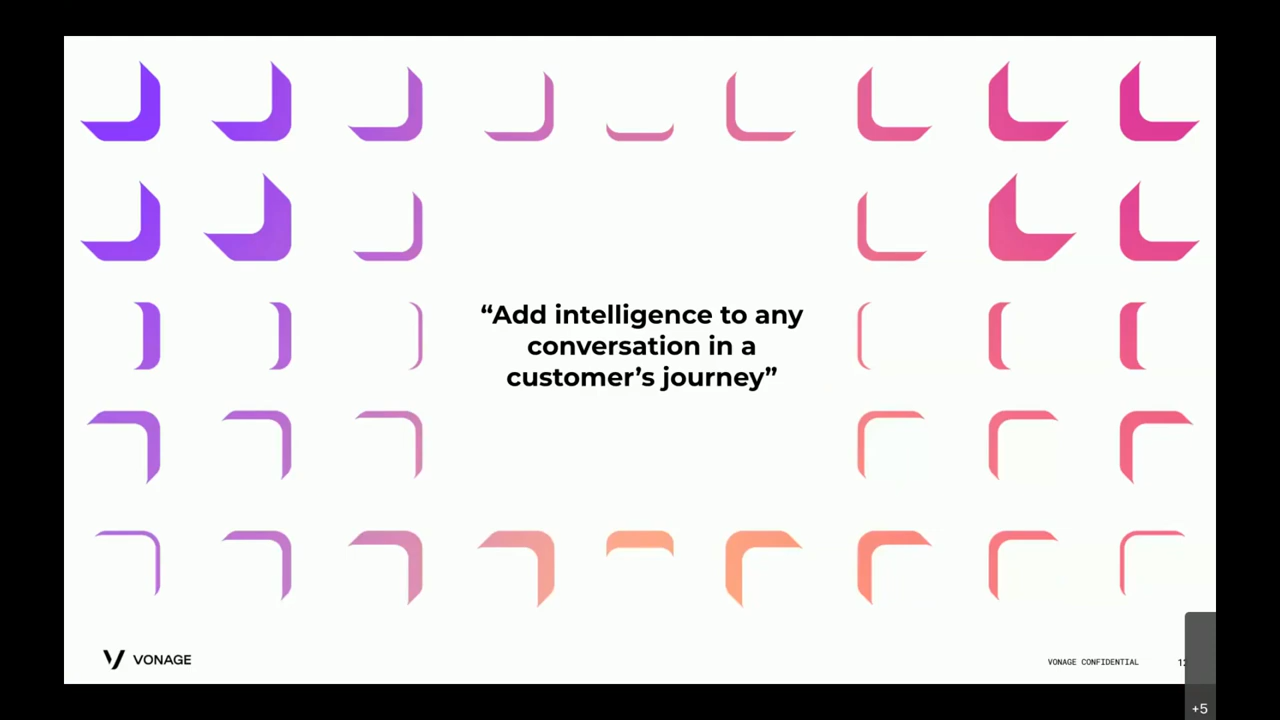 “Add intelligence to any
conversation in a
customer’s journey”
VONAGE
VONAGE CONFIDENTIAL
+5